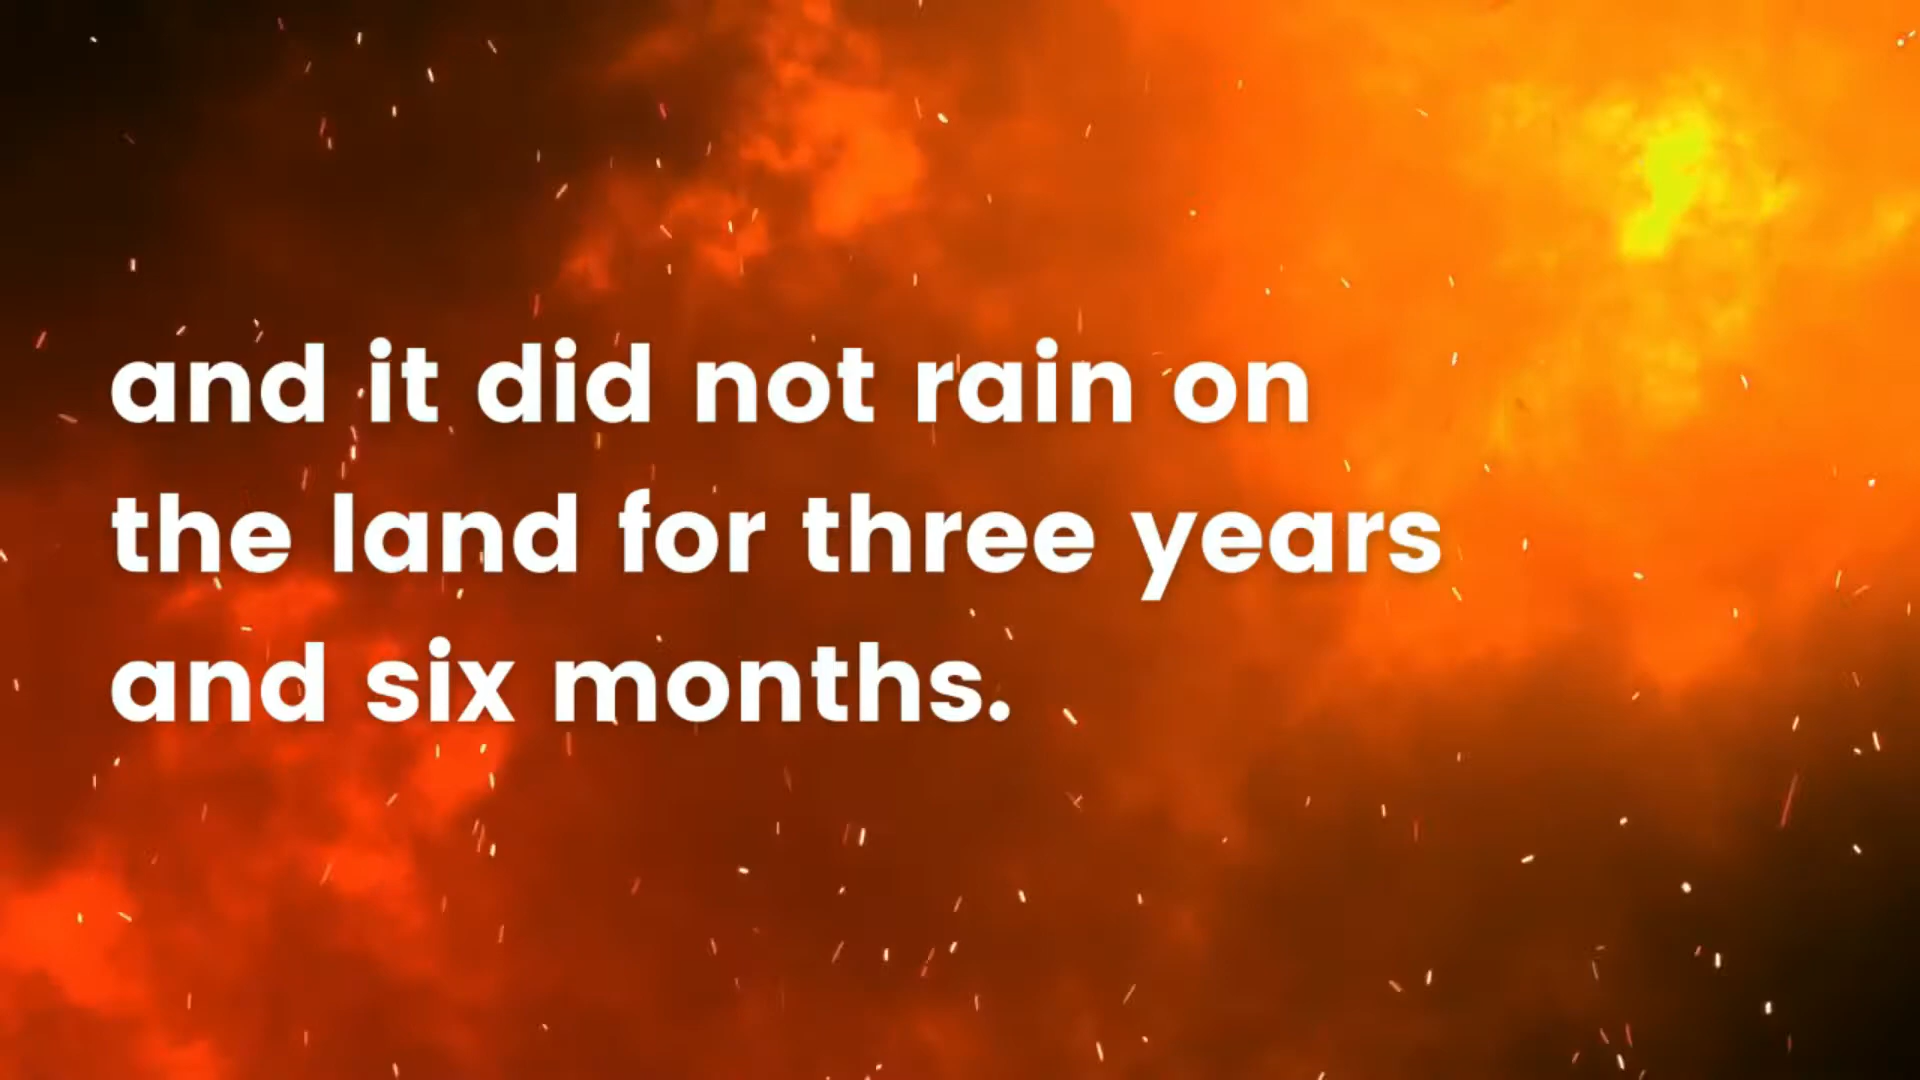 and it did not rain on
the land for three years
and six months.